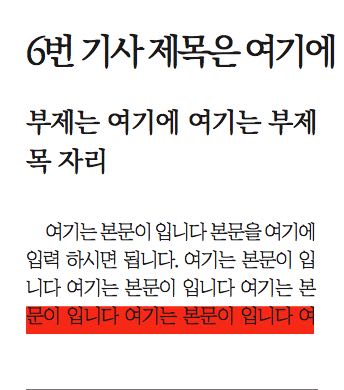 6번 기사 제목은 여기에
부제는 여기에 여기는 부제
목 자리
여기는 본문이 입니다 본문을 여기에
입력 하시면 됩니다. 여기는 본문이 입
니다 여기는 본문이 입니다 여기는 본
문이 입니다 여기는 본문이 입니다 여